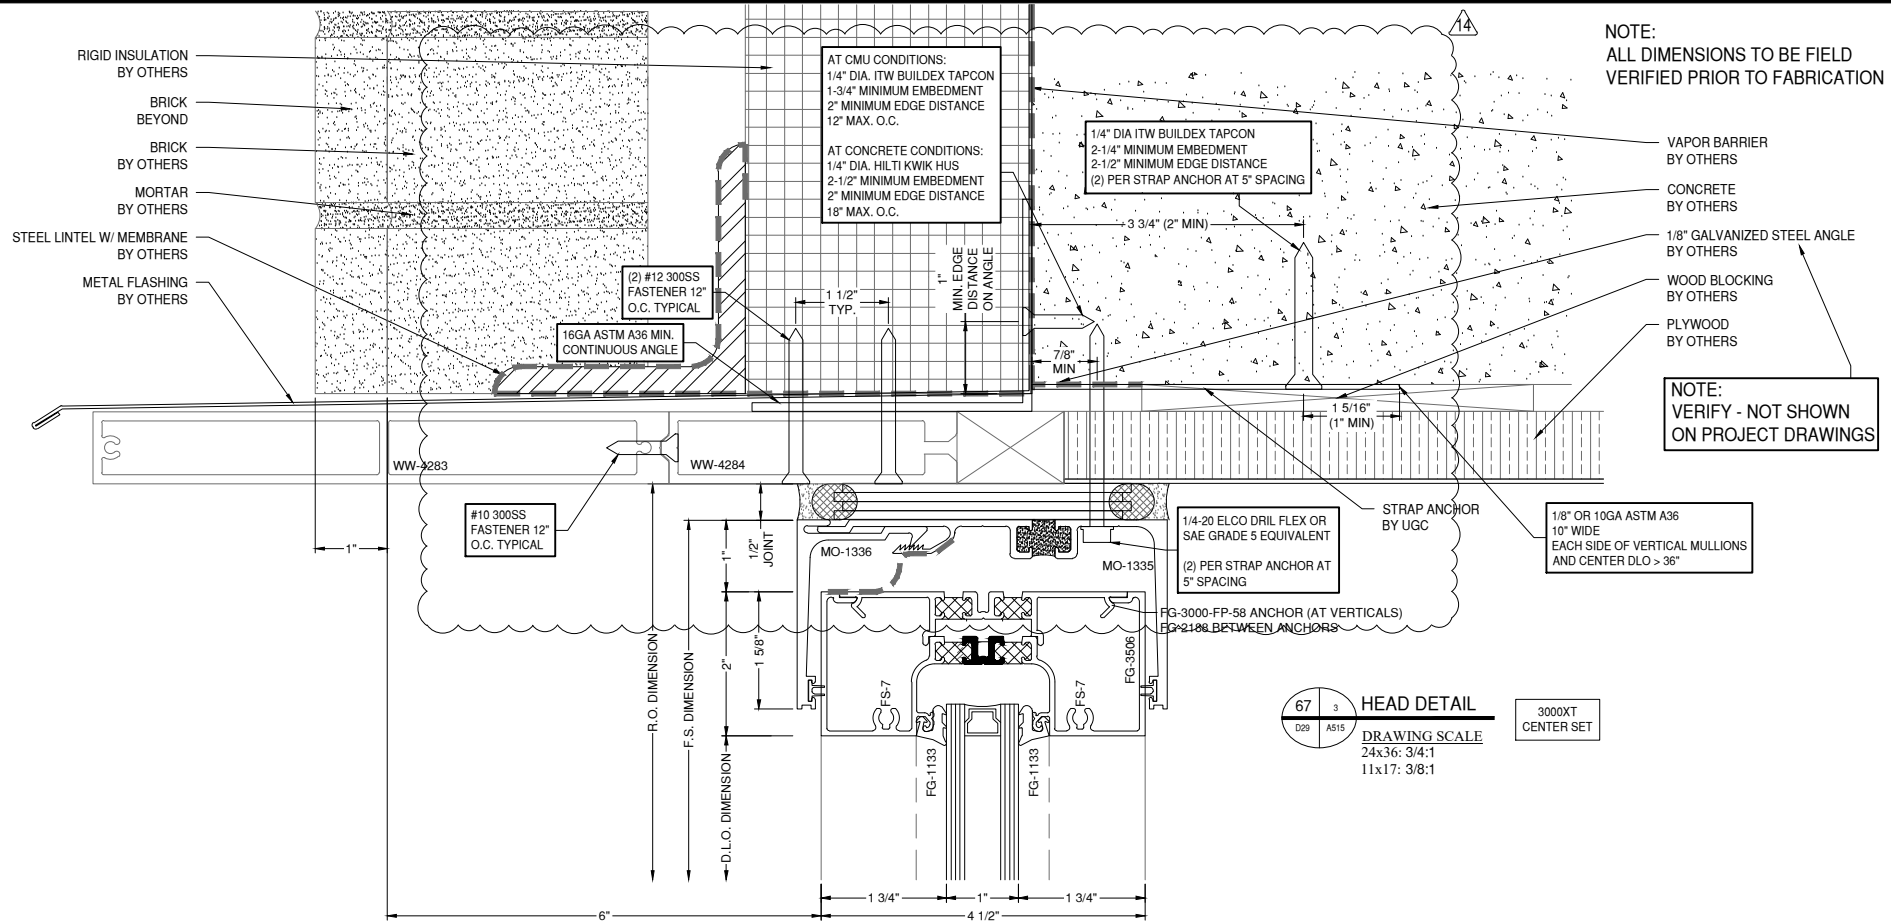 14
NOTE:
ALL DIMENSIONS TO BE FIELD
VERIFIED PRIOR TO FABRICATION
RIGID INSULATION
BY OTHERS
BRICK
BEYOND
BRICK
BY OTHERS
MORTAR
BY OTHERS
STEEL LINTEL W/ MEMBRANE
BY OTHERS
METAL FLASHING
BY OTHERS
AT CMU CONDITIONS:
1/4" DIA. ITW BUILDEX TAPCON
1-3/4" MINIMUM EMBEDMENT
2" MINIMUM EDGE DISTANCE
12" MAX. O.C.
AT CONCRETE CONDITIONS:
1/4" DIA. HILTI KWIK HUS
2-1/2" MINIMUM EMBEDMENT
2" MINIMUM EDGE DISTANCE
18" MAX. O.C.
1/4" DIA ITW BUILDEX TAPCON
2-1/4" MINIMUM EMBEDMENT
2-1/2" MINIMUM EDGE DISTANCE
(2) PER STRAP ANCHOR AT 5" SPACING
3 3/4" (2" MIN)
VAPOR BARRIER
BY OTHERS
CONCRETE
BY OTHERS
1/8" GALVANIZED STEEL ANGLE
BY OTHERS
WOOD BLOCKING
BY OTHERS
PLYWOOD
BY OTHERS
NOTE:
VERIFY - NOT SHOWN
ON PROJECT DRAWINGS
(2) #12 300SS
FASTENER 12"
O.C. TYPICAL
1 1/2"
TYP.
1"
MIN. EDGE
DISTANCE
ON ANGLE
16GA ASTM A36 MIN.
CONTINUOUS ANGLE
7/8"
MIN
1 5/16"
(1" MIN)
WW-4283
WW-4284
#10 300SS
FASTENER 12"
O.C. TYPICAL
1"
1"
1/2"
JOINT
MO-1336
MO-1335
1/4-20 ELCO DRIL FLEX OR
SAE GRADE 5 EQUIVALENT
(2) PER STRAP ANCHOR AT
5" SPACING
STRAP ANCHOR
BY UGC
1/8" OR 10GA ASTM A36
10" WIDE
EACH SIDE OF VERTICAL MULLIONS
AND CENTER DLO > 36"
FG-3000-FP-58 ANCHOR (AT VERTICALS)
FG-2188 BETWEEN ANCHORS
R.O. DIMENSION
F.S. DIMENSION
2"
1 5/8"
D.L.O. DIMENSION
FS-7
FS-7
FG-3506
FG-1133
FG-1133
67
3
D29
A515
HEAD DETAIL
DRAWING SCALE
24x36: 3/4:1
11x17: 3/8:1
3000XT
CENTER SET
1 3/4"
1"
1 3/4"
6"
4 1/2"